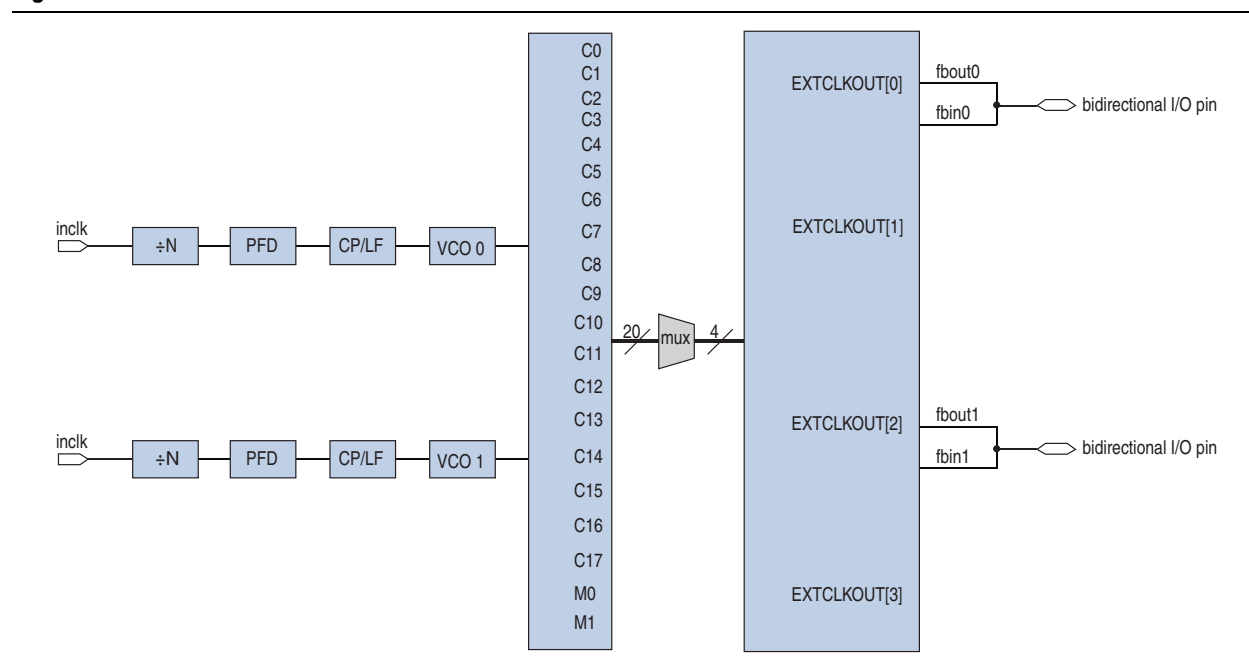 inclk
÷N
PFD
CP/LF
VCO 0
inclk
÷N
PFD
CP/LF
VCO 1
C0
C1
C2
C3
C4
C5
C6
C7
C8
C9
C10
C11
C12
C13
C14
C15
C16
C17
M0
M1
20
mux
4
EXTCLKOUT[0]
EXTCLKOUT[1]
EXTCLKOUT[2]
EXTCLKOUT[3]
fbout0
fbin0
bidirectional I/O pin
fbout1
fbin1
bidirectional I/O pin